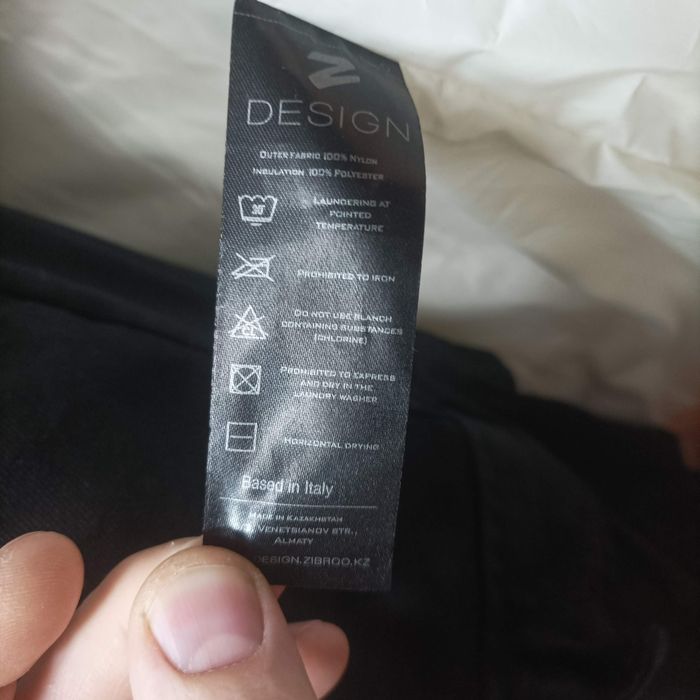 Z
DESIGN
OUTER FABRIC 100% NYLON
INSULATION 100% POLYESTER
30°
LAUNDERING AT
POINTED
TEMPERATURE
PROHIBITED TO IRON
CL
DO NOT USE BLANCH
CONTAINING SUBSTANCES
(CHLORINE)
PROHIBITED TO EXPRESS
AND DRY IN THE
LAUNDRY WASHER
HORIZONTAL DRYING
Based in Italy
MADE IN KAZAKHSTAN
VENETSIANOV STR.,
ALMATY
DESIGN.ZIBROO.KZ